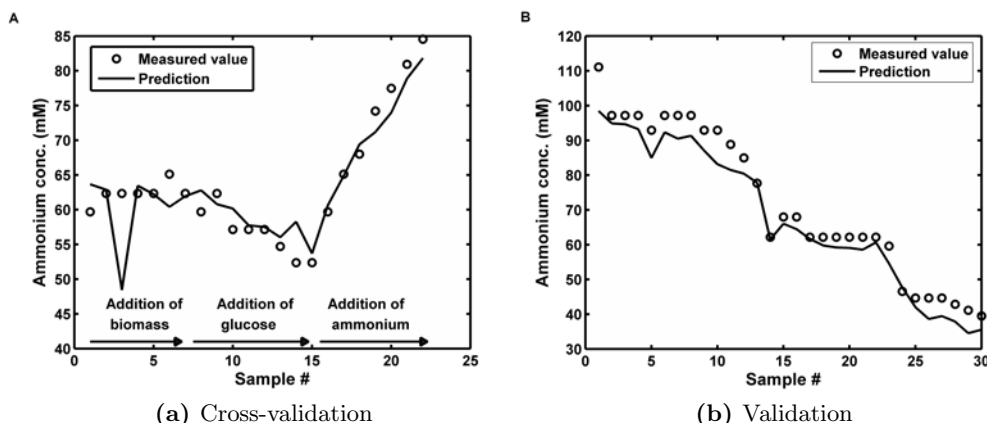 A
85
80
75
70
65
60
55
50
45
40
Ammonium conc. (mM)
Measured value
Prediction
Addition of biomass
Addition of glucose
Addition of ammonium
0 5 10 15 20 25
Sample #
(a) Cross-validation
B
120
110
100
90
80
70
60
50
40
30
Ammonium conc. (mM)
Measured value
Prediction
0 5 10 15 20 25 30
Sample #
(b) Validation